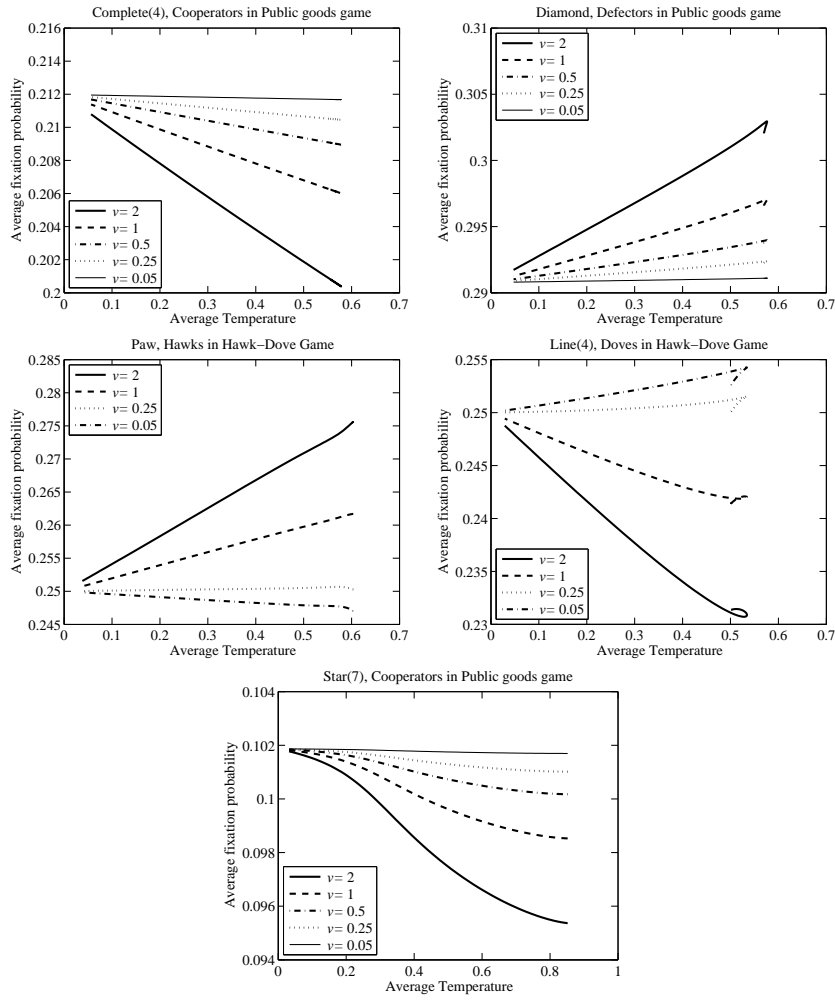 Complete(4), Cooperators in Public goods game
0.216
0.214
0.212
0.21
0.208
0.206
0.204
0.202
0.2
Average fixation probability
v= 2
v= 1
v= 0.5
v= 0.25
v= 0.05
0 0.1 0.2 0.3 0.4 0.5 0.6 0.7
Average Temperature
Diamond, Defectors in Public goods game
0.31
0.305
0.3
0.295
0.29
Average fixation probability
v= 2
v= 1
v= 0.5
v= 0.25
v= 0.05
0 0.1 0.2 0.3 0.4 0.5 0.6 0.7
Average Temperature
Paw, Hawks in Hawk−Dove Game
0.285
0.28
0.275
0.27
0.265
0.26
0.255
0.25
0.245
Average fixation probability
v= 2
v= 1
v= 0.25
v= 0.05
0 0.1 0.2 0.3 0.4 0.5 0.6 0.7
Average Temperature
Line(4), Doves in Hawk−Dove Game
0.255
0.25
0.245
0.24
0.235
0.23
Average fixation probability
v= 2
v= 1
v= 0.25
v= 0.05
0 0.1 0.2 0.3 0.4 0.5 0.6 0.7
Average Temperature
Star(7), Cooperators in Public goods game
0.104
0.102
0.1
0.098
0.096
0.094
Average fixation probability
v= 2
v= 1
v= 0.5
v= 0.25
v= 0.05
0 0.2 0.4 0.6 0.8 1
Average Temperature